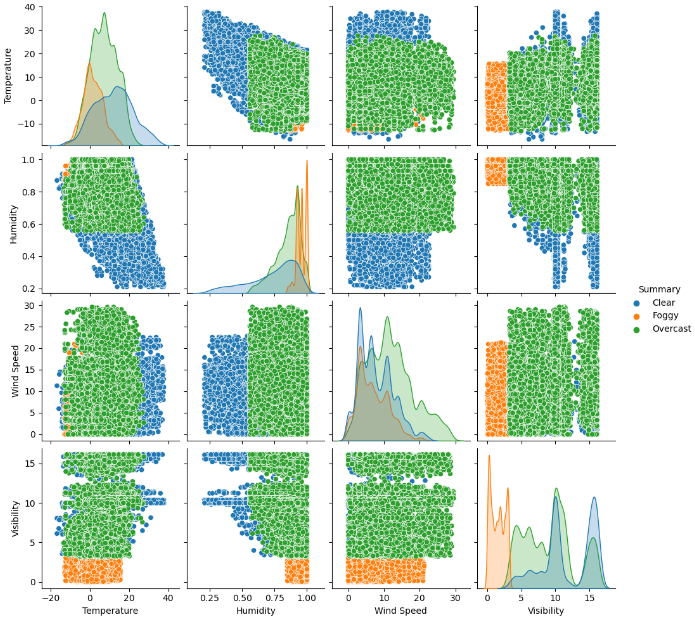 40
30
20
10
0
−10
Temperature
1.0
0.8
0.6
0.4
0.2
Humidity
Summary
Clear
Foggy
Overcast
30
25
20
15
10
5
0
Wind Speed
15
10
5
0
Visibility
−20 0 20 40
0.25 0.50 0.75 1.00
0 10 20 30
0 5 10 15
Temperature
Humidity
Wind Speed
Visibility